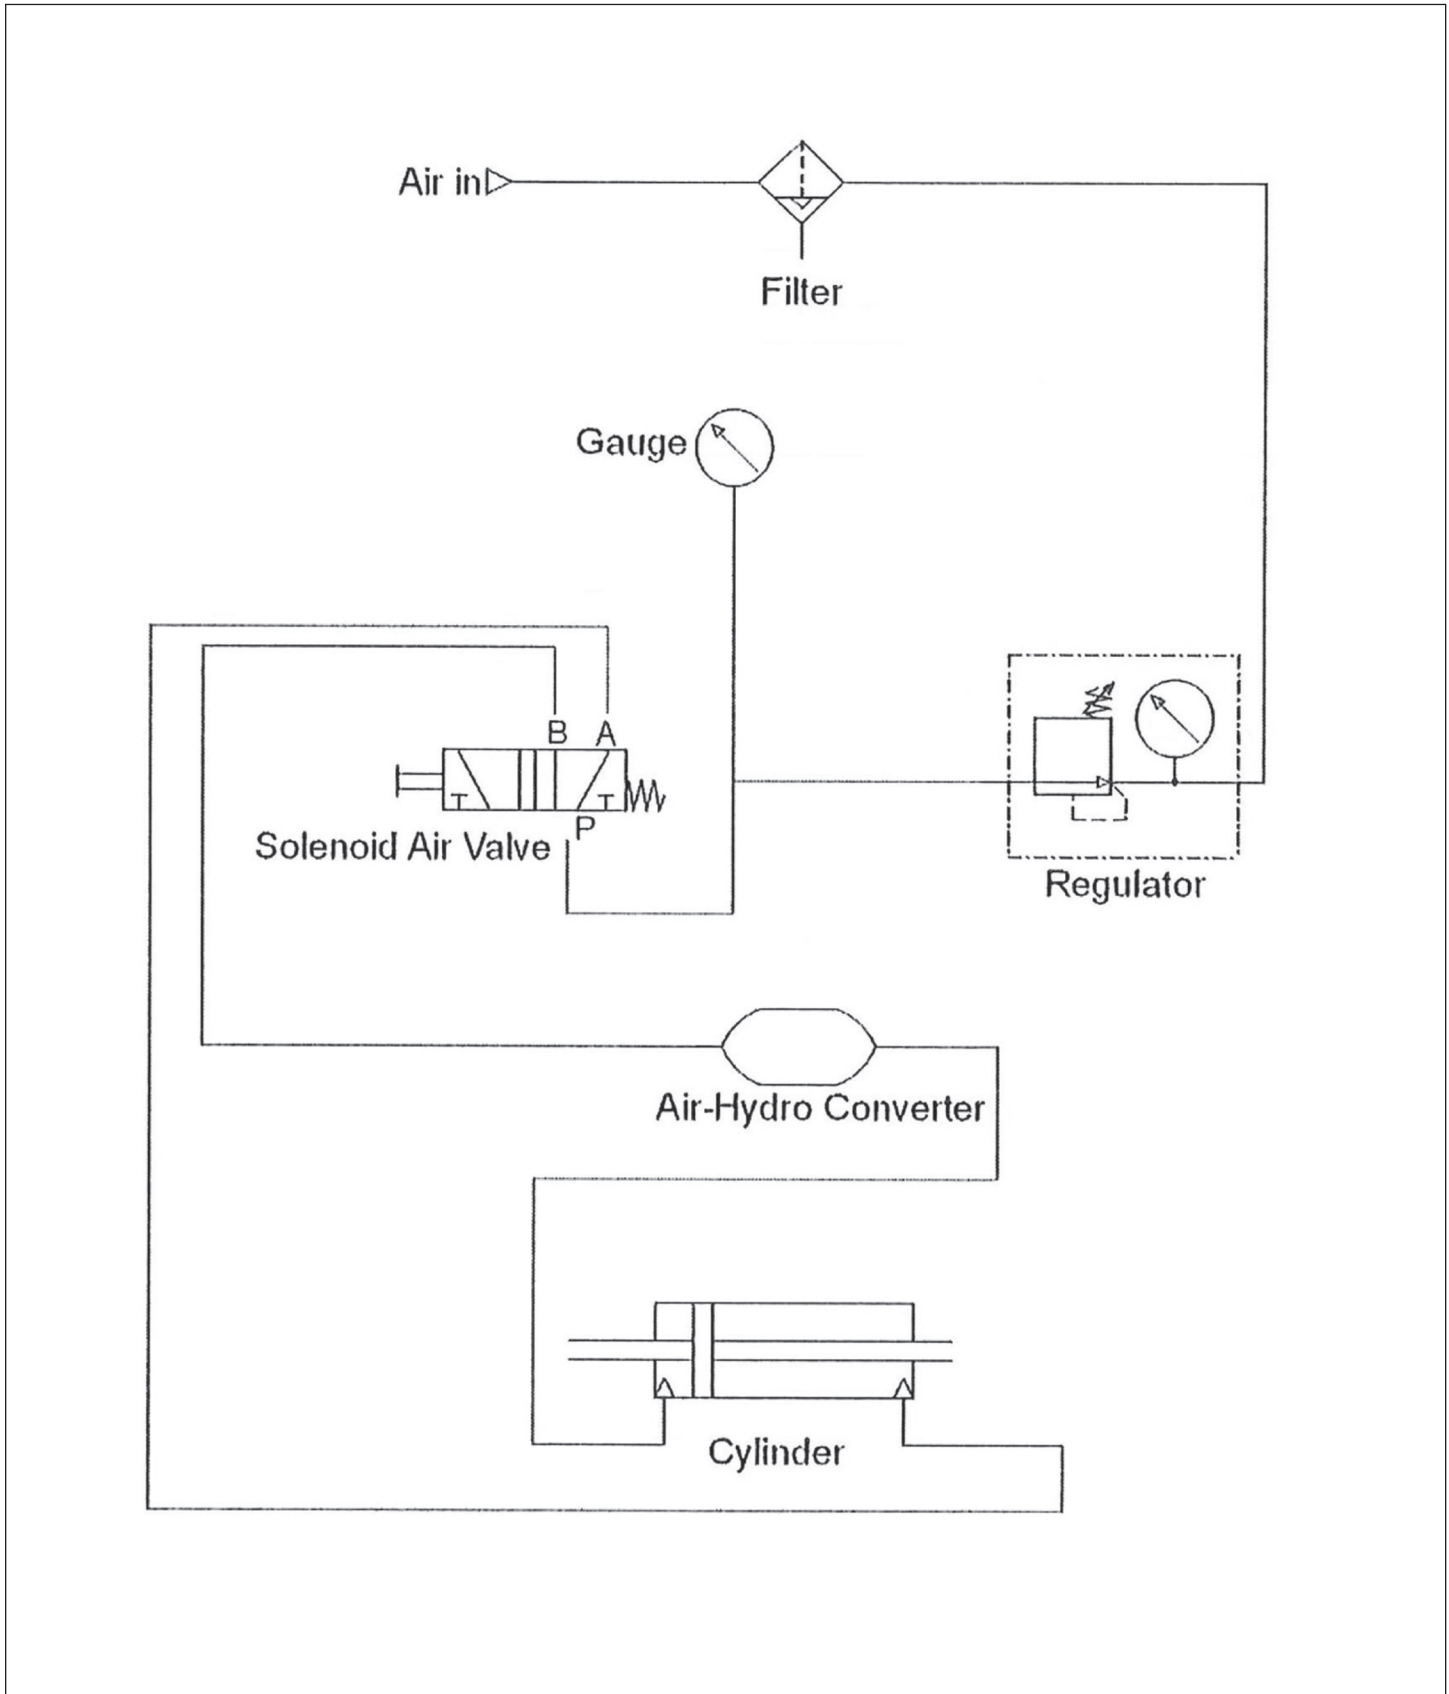 Air in
Filter
Gauge
B A
P
Solenoid Air Valve
Regulator
Air-Hydro Converter
Cylinder